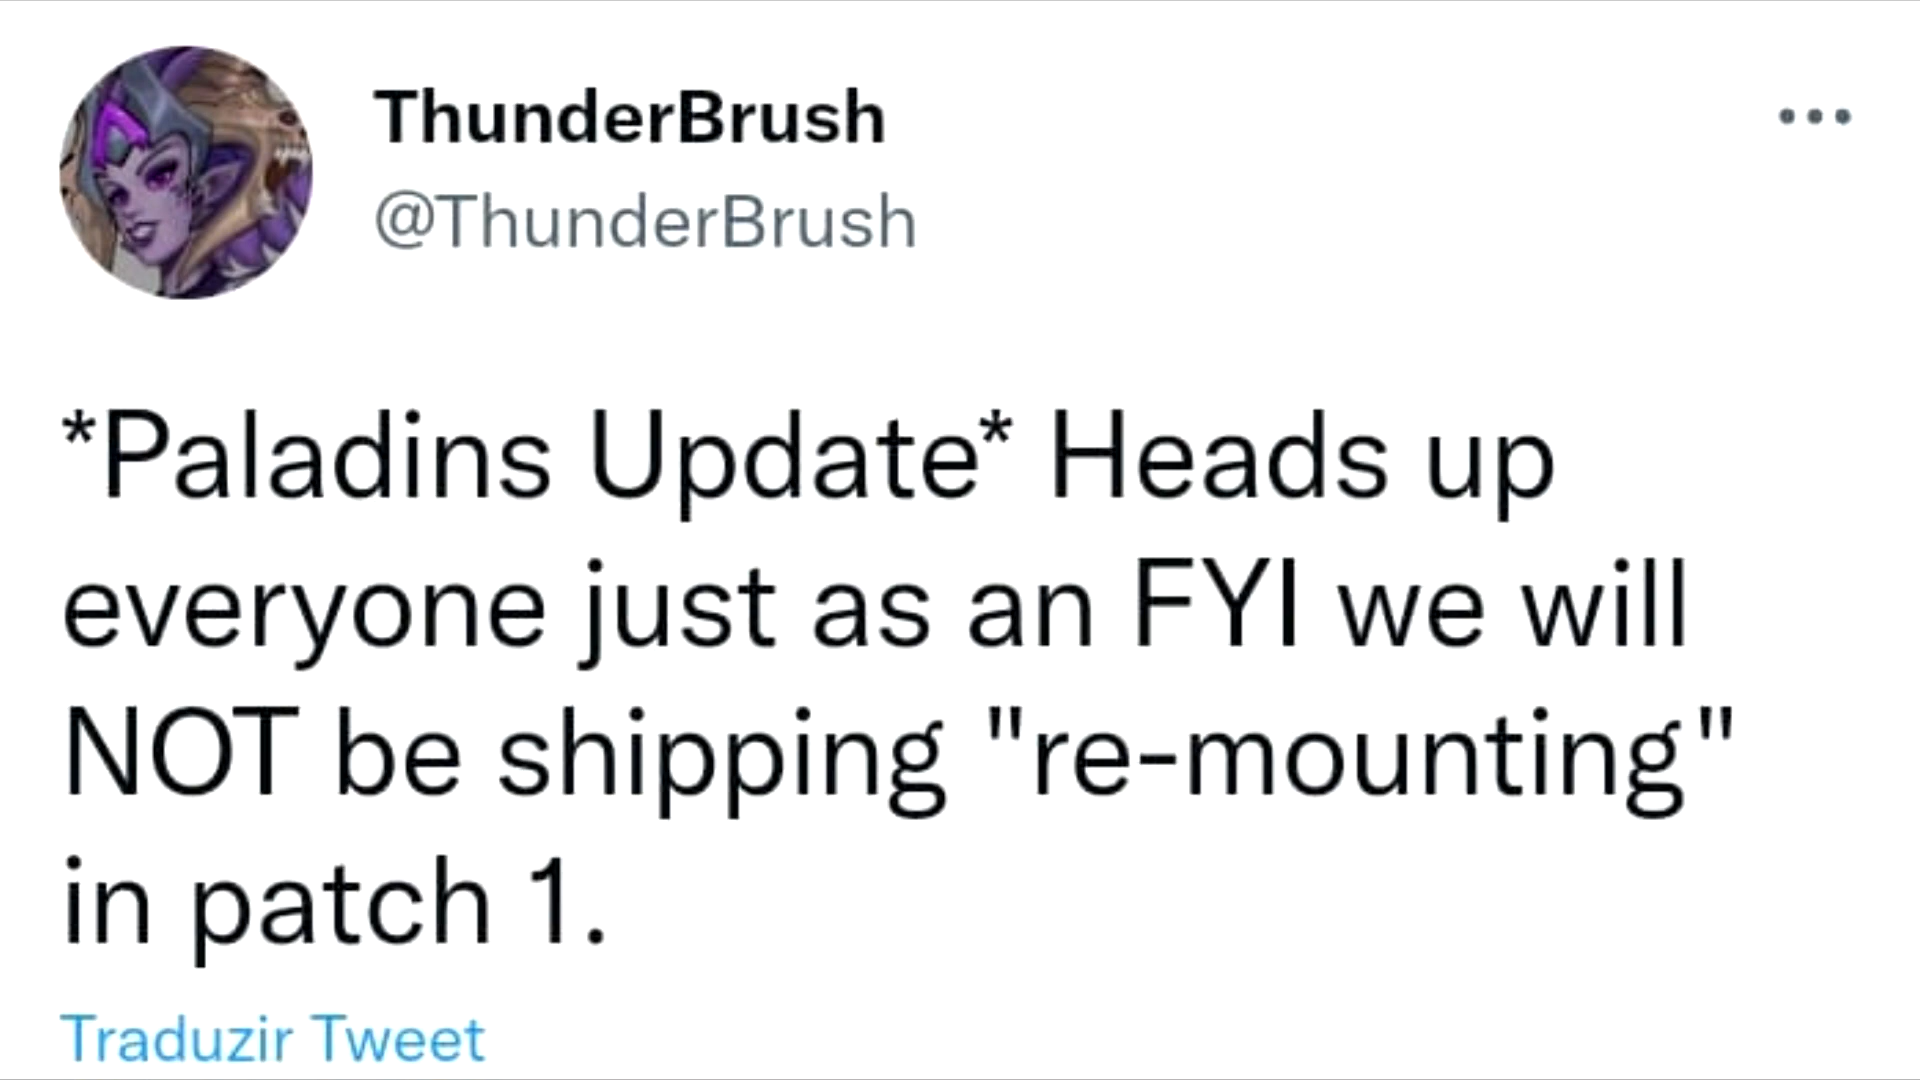 ThunderBrush
@ThunderBrush
*Paladins Update* Heads up
everyone just as an FYI we will
NOT be shipping "re-mounting"
in patch 1.
Traduzir Tweet